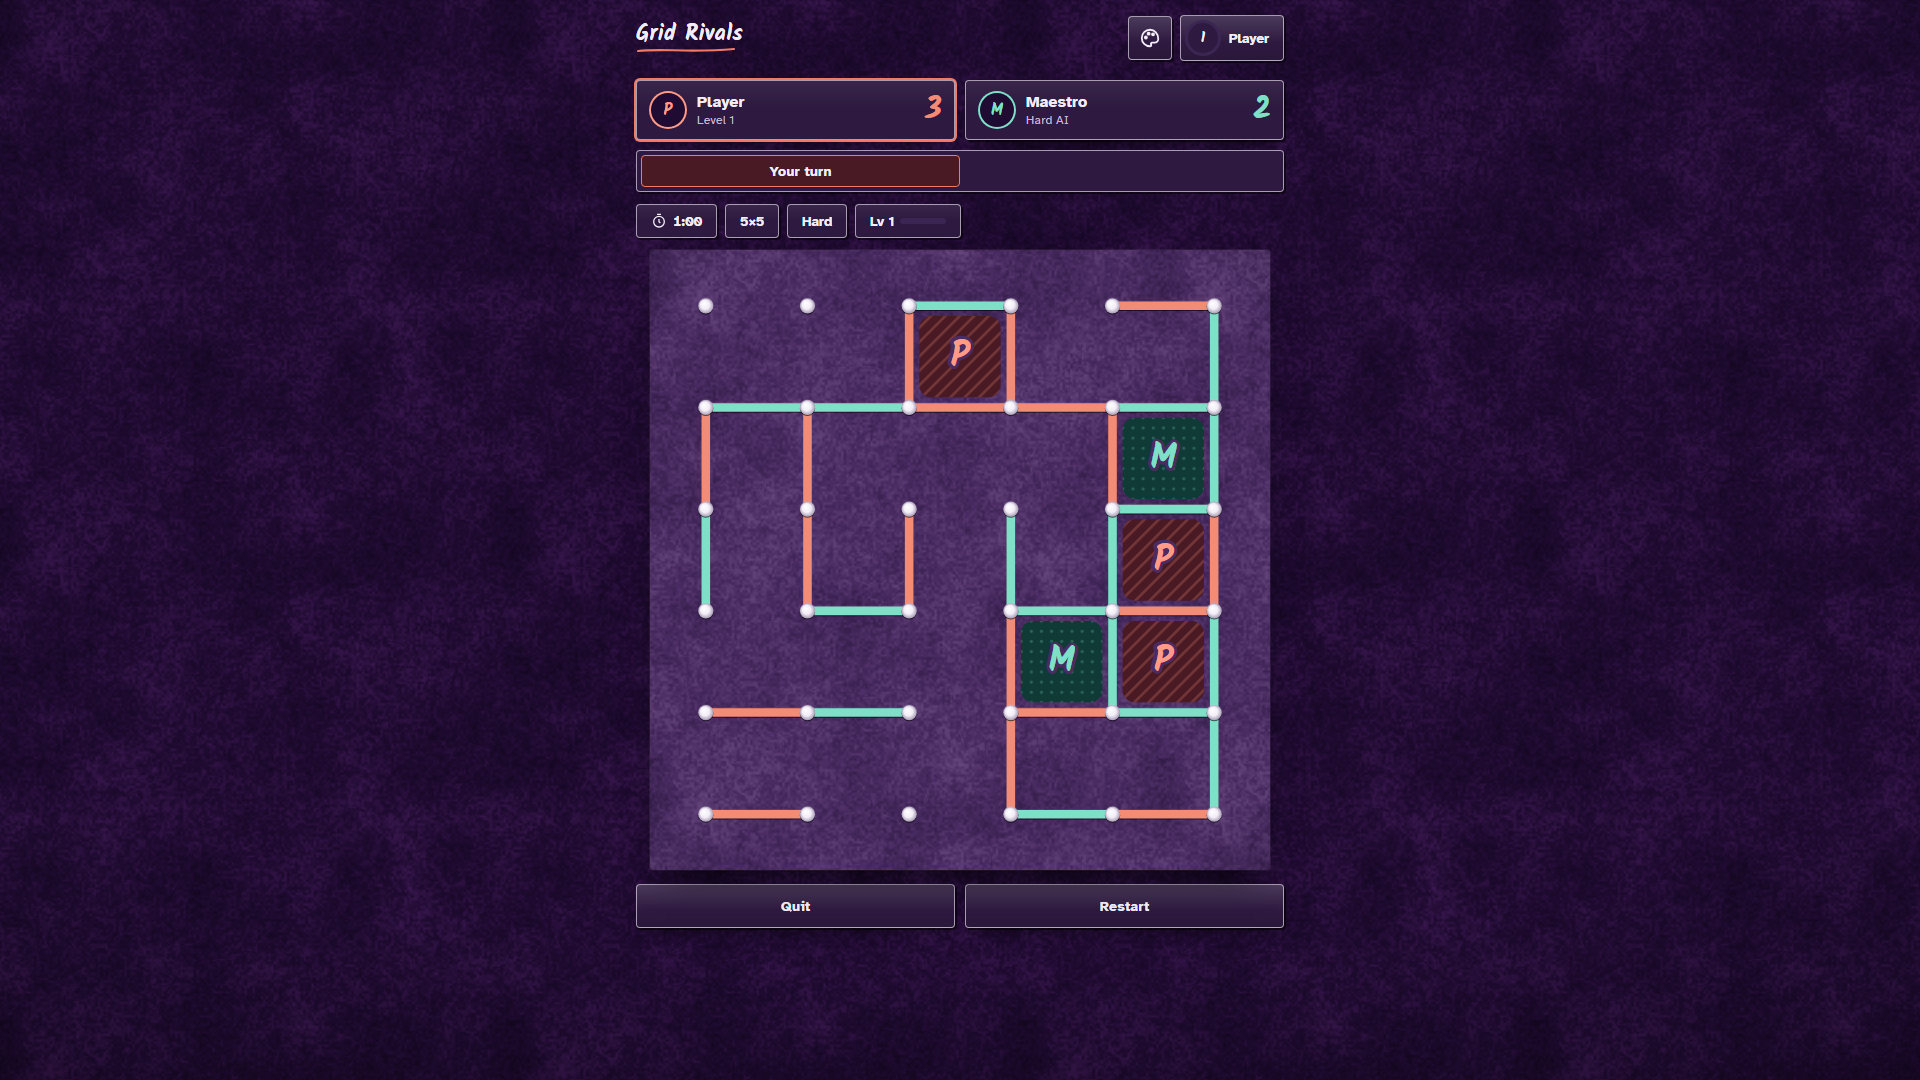 Grid Rivals
I Player
P Player 3
Level 1
M Maestro 2
Hard AI
Your turn
1:00 5×5 Hard Lv 1
P
M
P
M P
Quit Restart